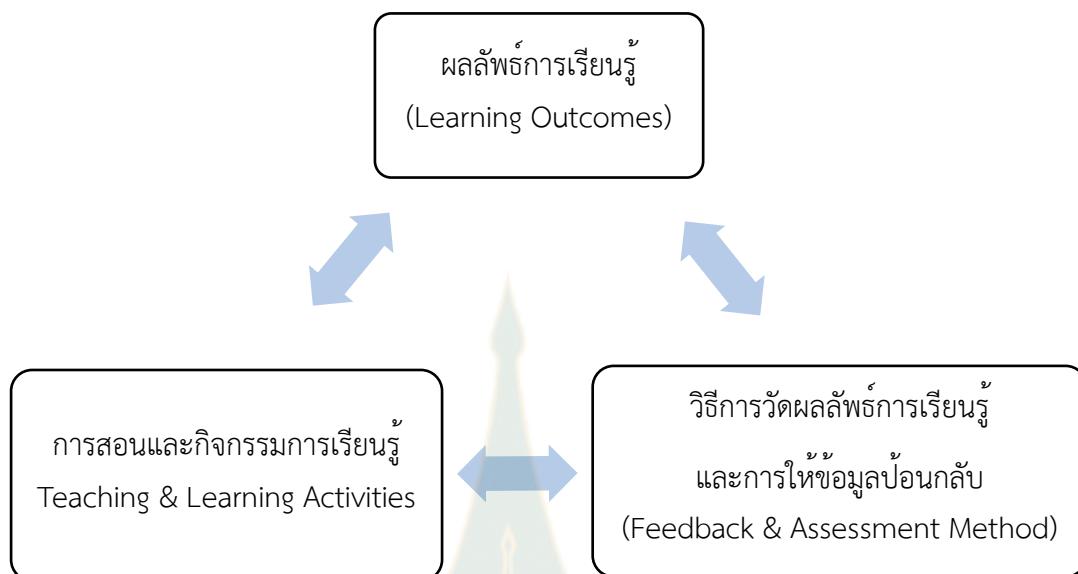 ผลลัพธ์การเรียนรู้
(Learning Outcomes)
การสอนและกิจกรรมการเรียนรู้
Teaching & Learning Activities
วิธีการวัดผลลัพธ์การเรียนรู้
และการให้ข้อมูลป้อนกลับ
(Feedback & Assessment Method)